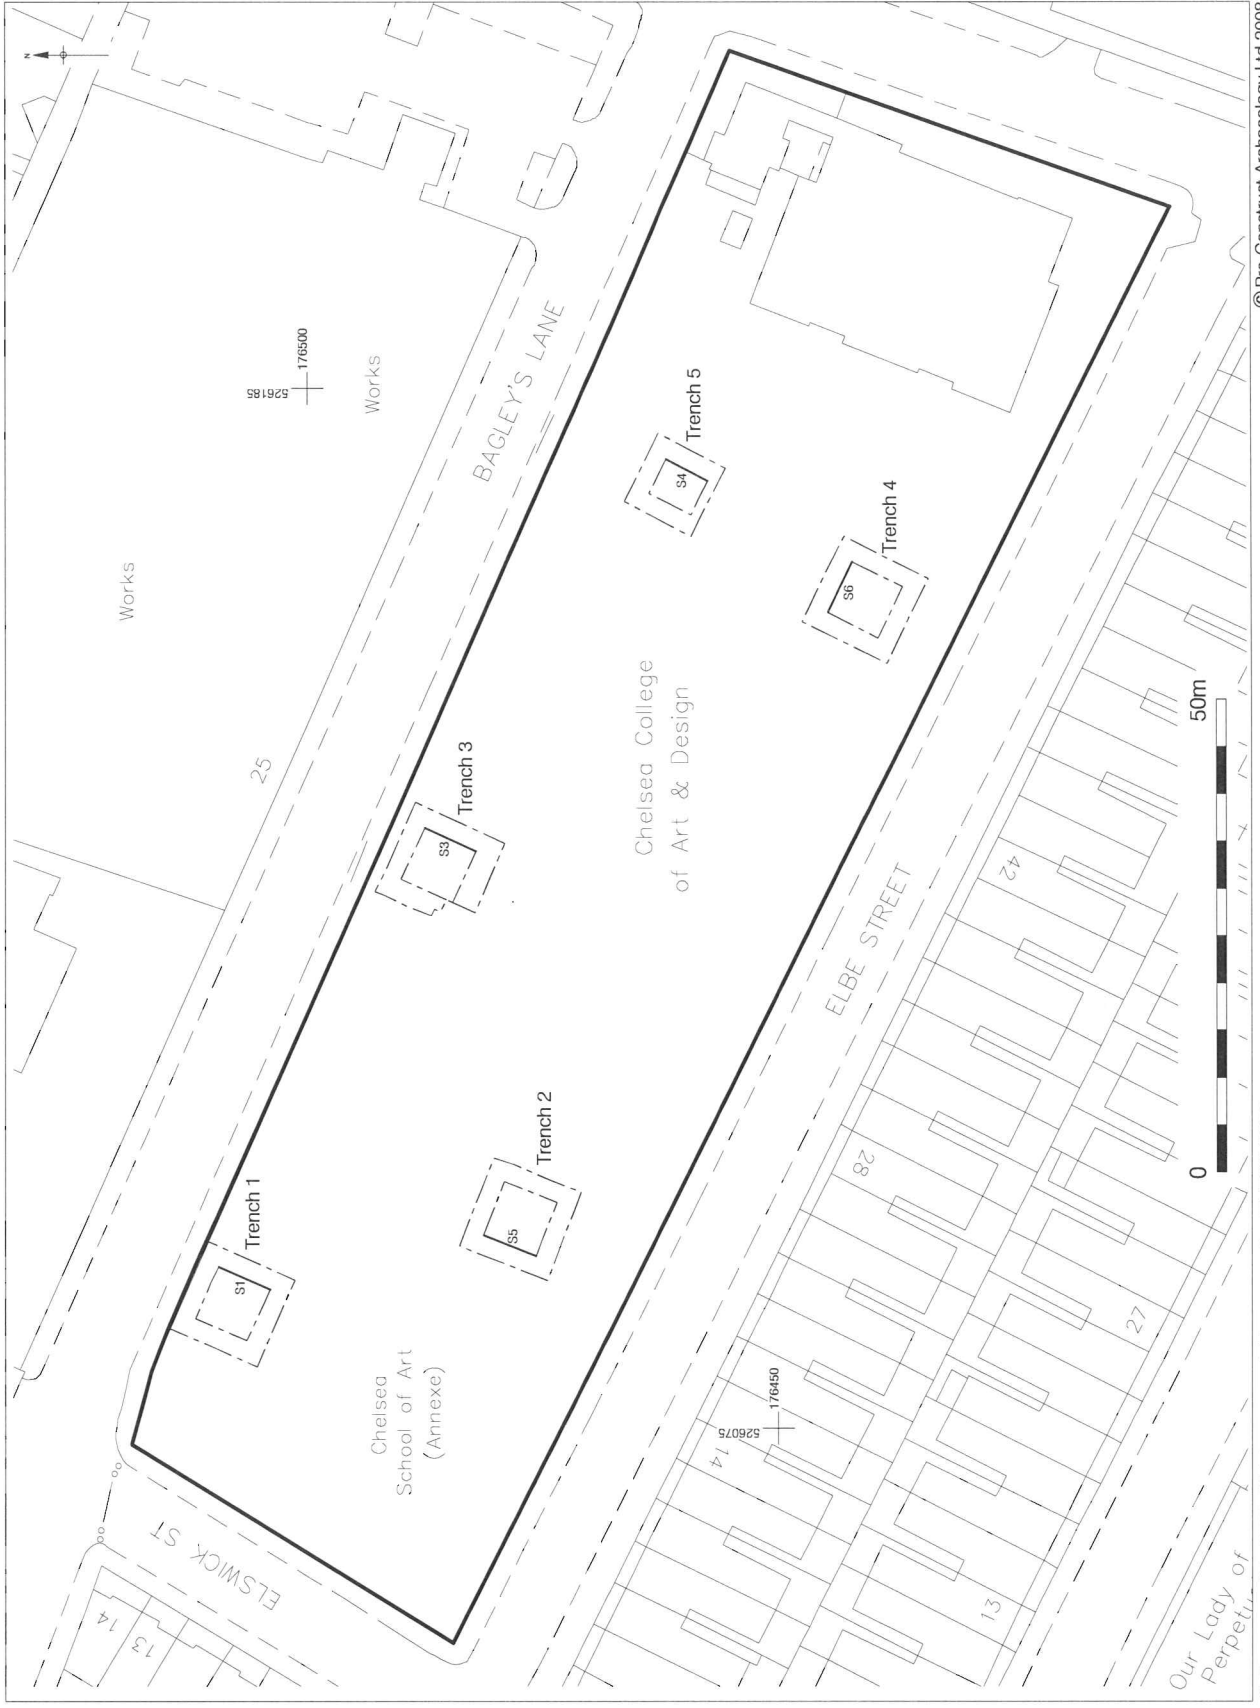 N
Works
526185
176500
Works
25
BAGLEY'S LANE
Trench 1
S1
Trench 3
S3
Trench 5
S4
Trench 2
S5
Trench 4
S6
Chelsea
School of Art
(Annexe)
Chelsea College
of Art & Design
ELSWICK ST
14
13
ELBE STREET
42
28
14
526075
176450
27
13
Our Lady of
0
50m